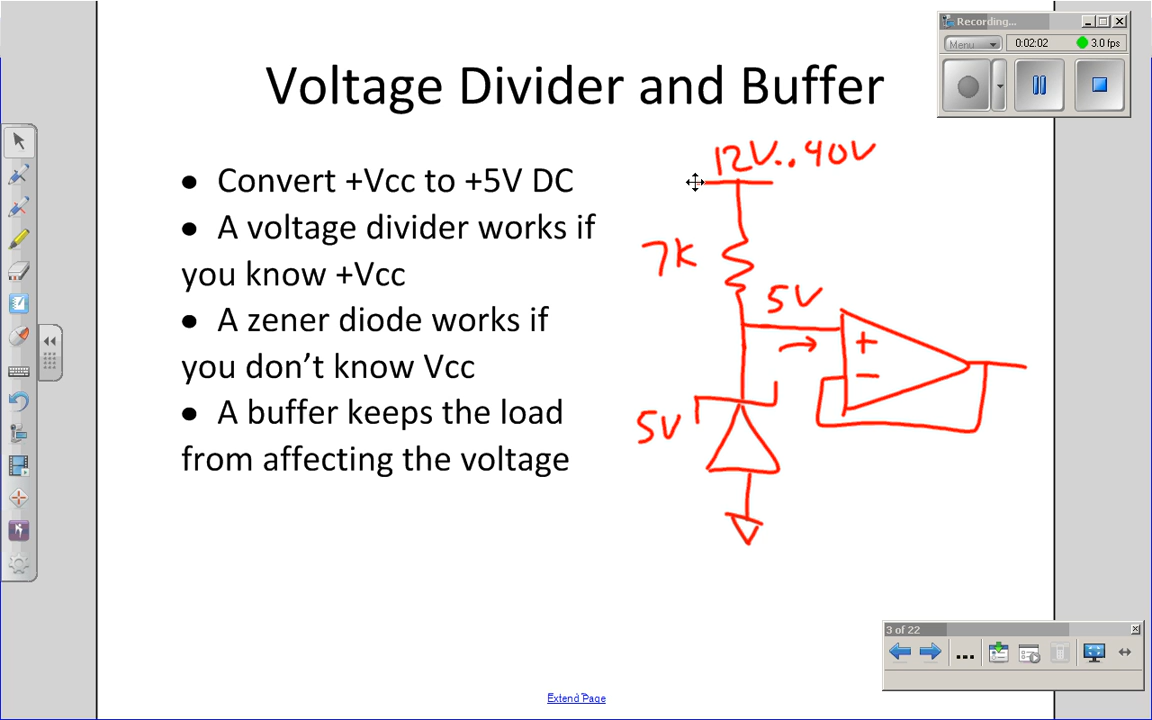 Recording...
Menu
0:02:02
3.0 fps
Voltage Divider and Buffer
● Convert +Vcc to +5V DC
● A voltage divider works if
you know +Vcc
● A zener diode works if
you don’t know Vcc
● A buffer keeps the load
from affecting the voltage
12V..40V
7K
5V
+
−
5V
3 of 22
Extend Page